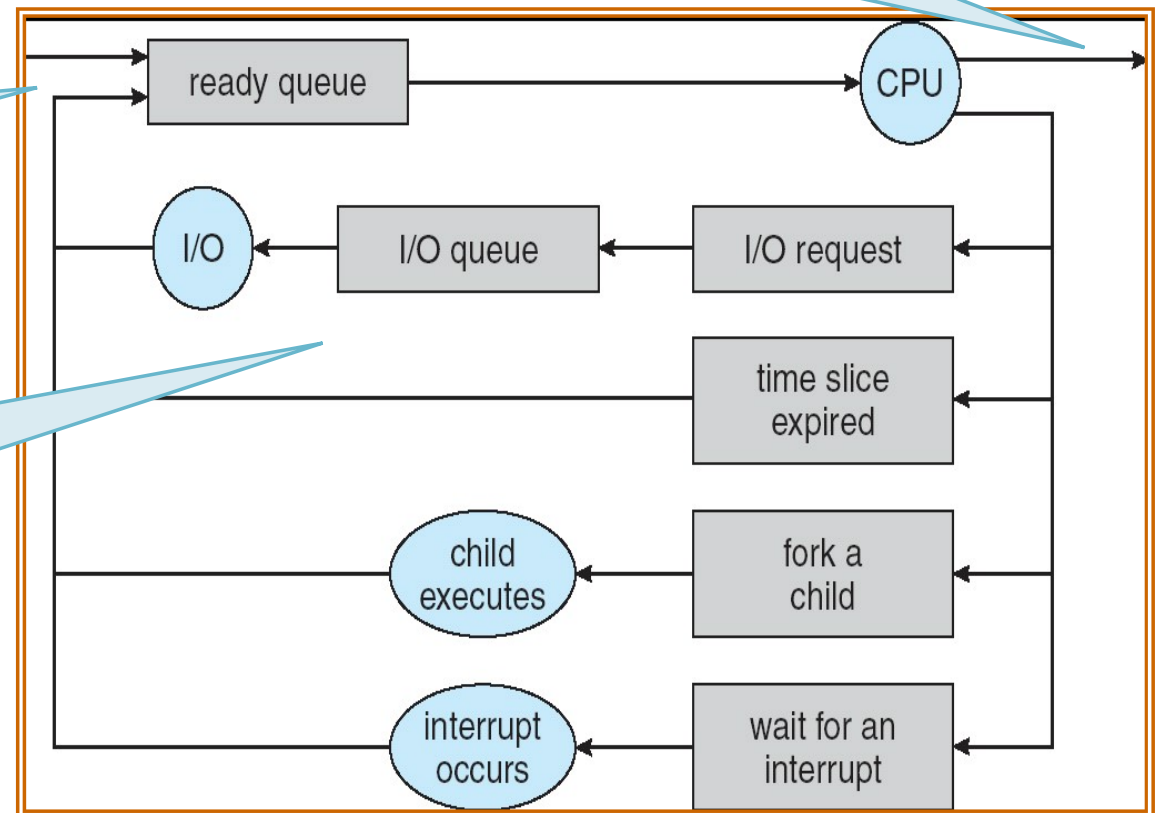 ready queue
CPU
I/O
I/O queue
I/O request
time slice
expired
child
executes
fork a
child
interrupt
occurs
wait for an
interrupt